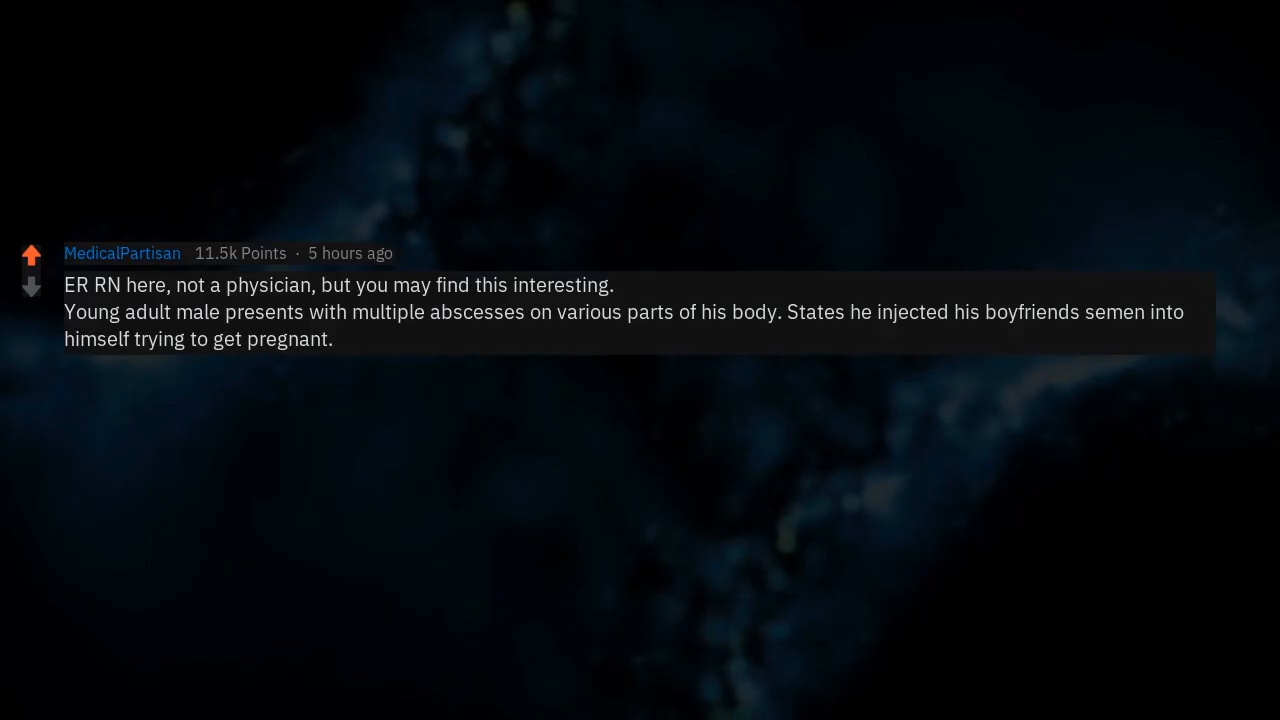 MedicalPartisan 11.5k Points · 5 hours ago
ER RN here, not a physician, but you may find this interesting.
Young adult male presents with multiple abscesses on various parts of his body. States he injected his boyfriends semen into
himself trying to get pregnant.